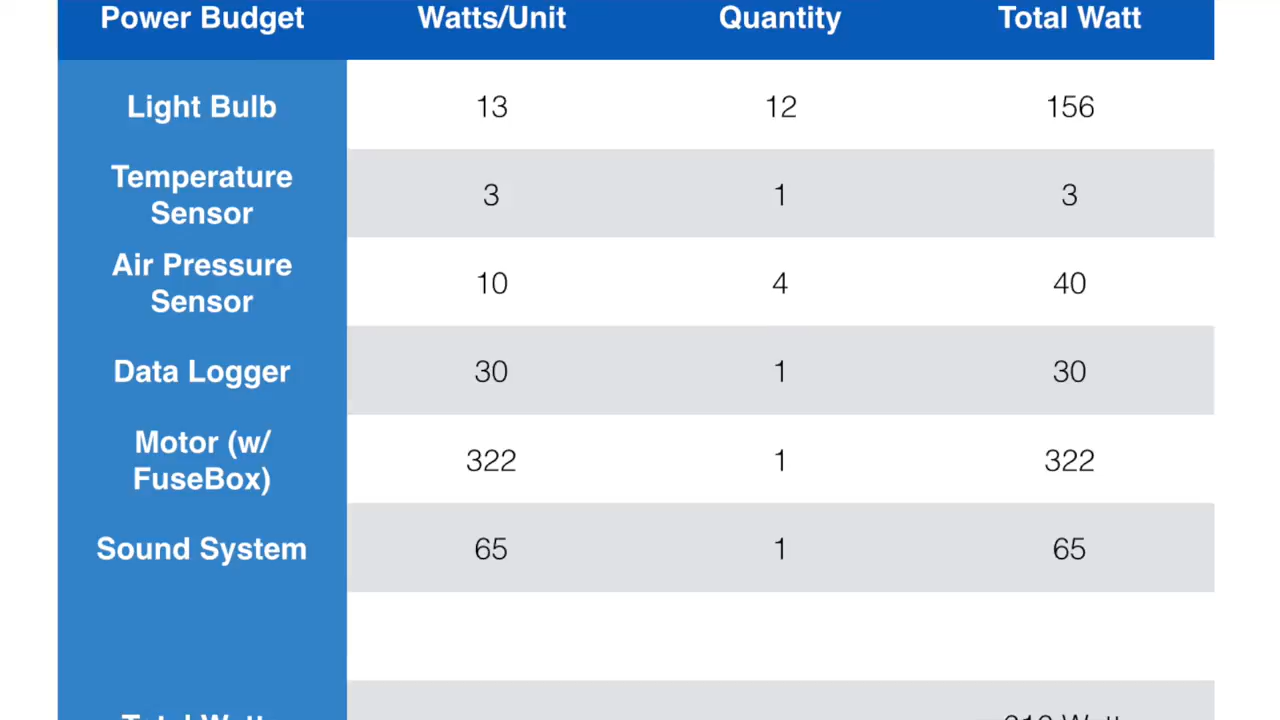 Power Budget Watts/Unit Quantity Total Watt
Light Bulb 13 12 156
Temperature
Sensor 3 1 3
Air Pressure
Sensor 10 4 40
Data Logger 30 1 30
Motor (w/
FuseBox) 322 1 322
Sound System 65 1 65